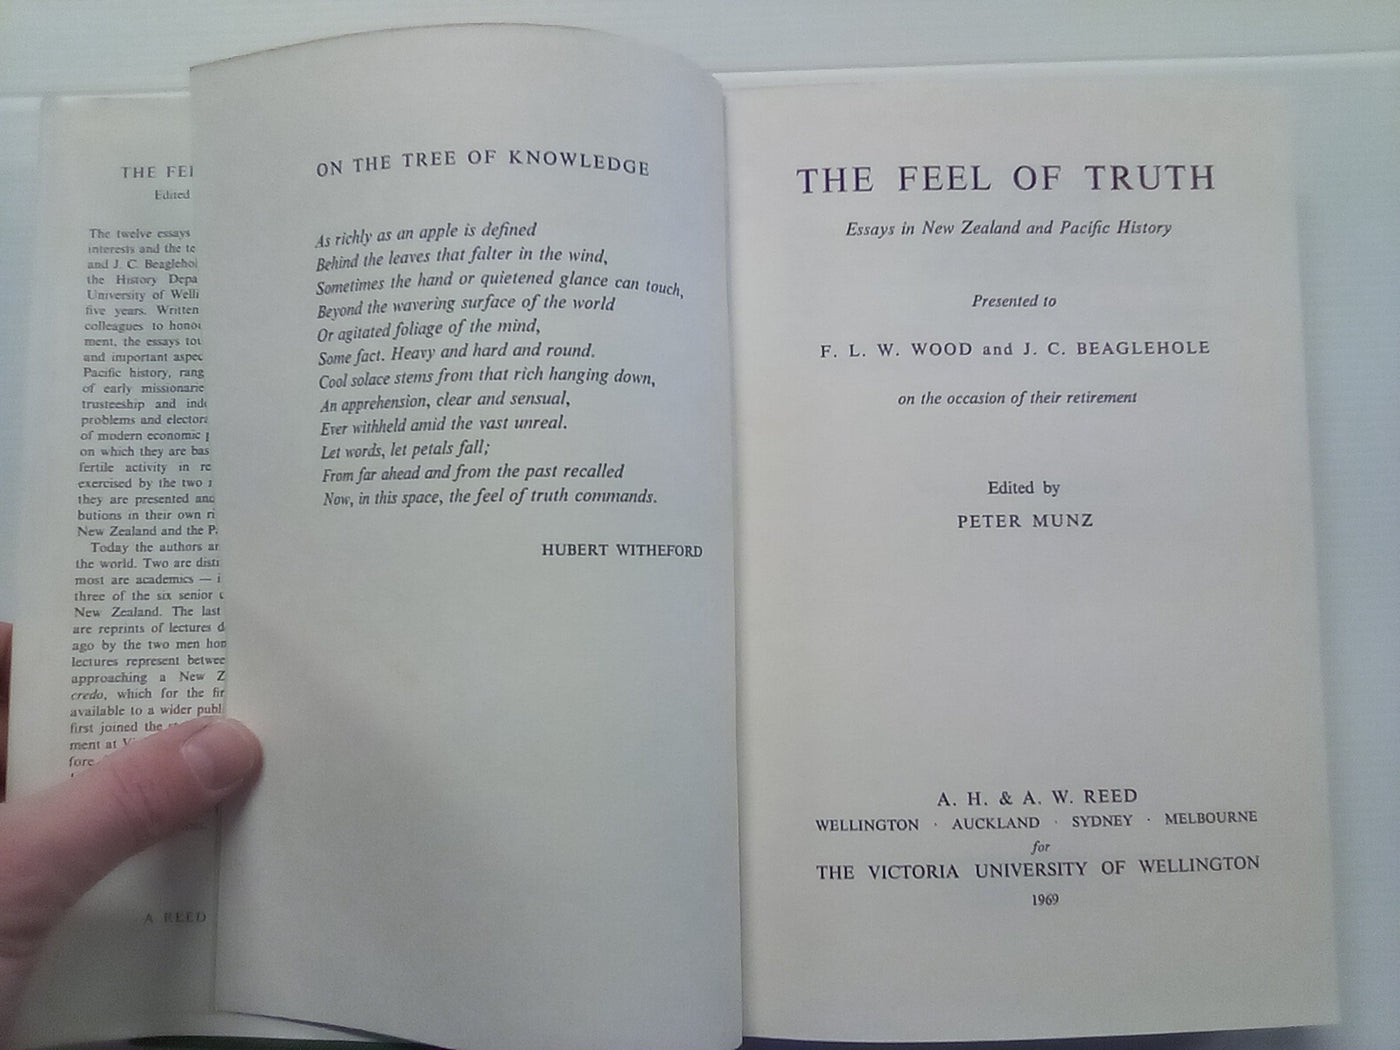 THE FEE
Edited
The twelve essays
interests and the te
and J. C. Beaglehol
the History Depa
University of Welli
five years. Written
colleagues to honou
ment, the essays tou
and important aspec
Pacific history, rang
of early missionarie
trusteeship and inde
problems and electora
of modern economic p
on which they are bas
fertile activity in re
exercised by the two
they are presented and
butions in their own ri
New Zealand and the P
Today the authors ar
the world. Two are disti
most are academics — i
three of the six senior
New Zealand. The last
are reprints of lectures d
ago by the two men hon
lectures represent betwee
approaching a New Z
credo, which for the fir
available to a wider publ
first joined the
ment at
fore
A REED
ON THE TREE OF KNOWLEDGE
As richly as an apple is defined
Behind the leaves that falter in the wind,
Sometimes the hand or quietened glance can touch,
Beyond the wavering surface of the world
Or agitated foliage of the mind,
Some fact. Heavy and hard and round.
Cool solace stems from that rich hanging down,
An apprehension, clear and sensual,
Ever withheld amid the vast unreal.
Let words, let petals fall;
From far ahead and from the past recalled
Now, in this space, the feel of truth commands.
HUBERT WITHEFORD
THE FEEL OF TRUTH
Essays in New Zealand and Pacific History
Presented to
F. L. W. WOOD and J. C. BEAGLEHOLE
on the occasion of their retirement
Edited by
PETER MUNZ
A. H. & A. W. REED
WELLINGTON · AUCKLAND · SYDNEY · MELBOURNE
for
THE VICTORIA UNIVERSITY OF WELLINGTON
1969